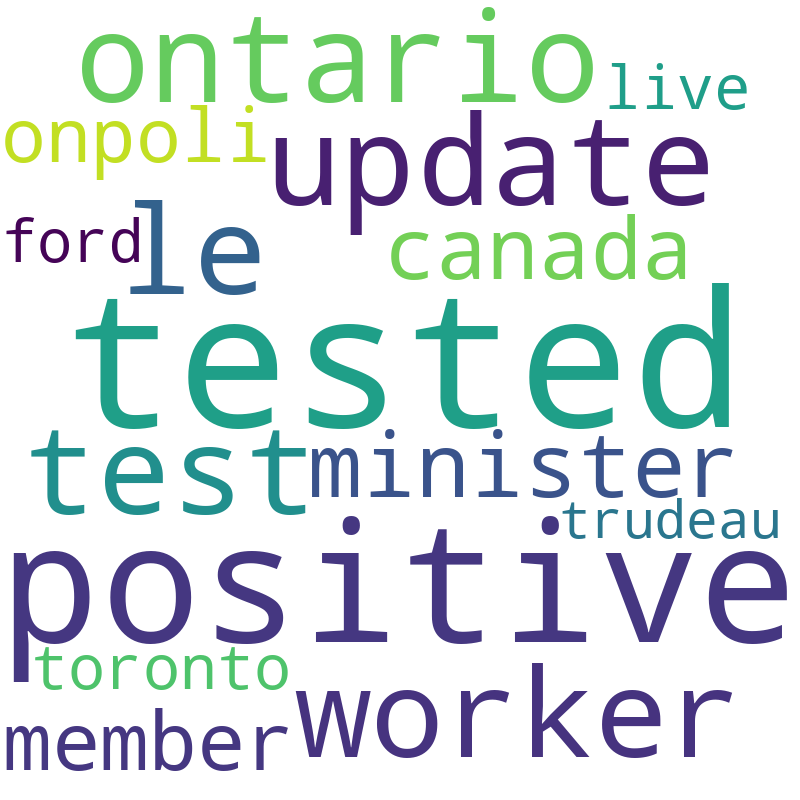 ontario
live
onpoli
update
ford
le
canada
tested
test
minister
trudeau
positive
toronto
worker
member